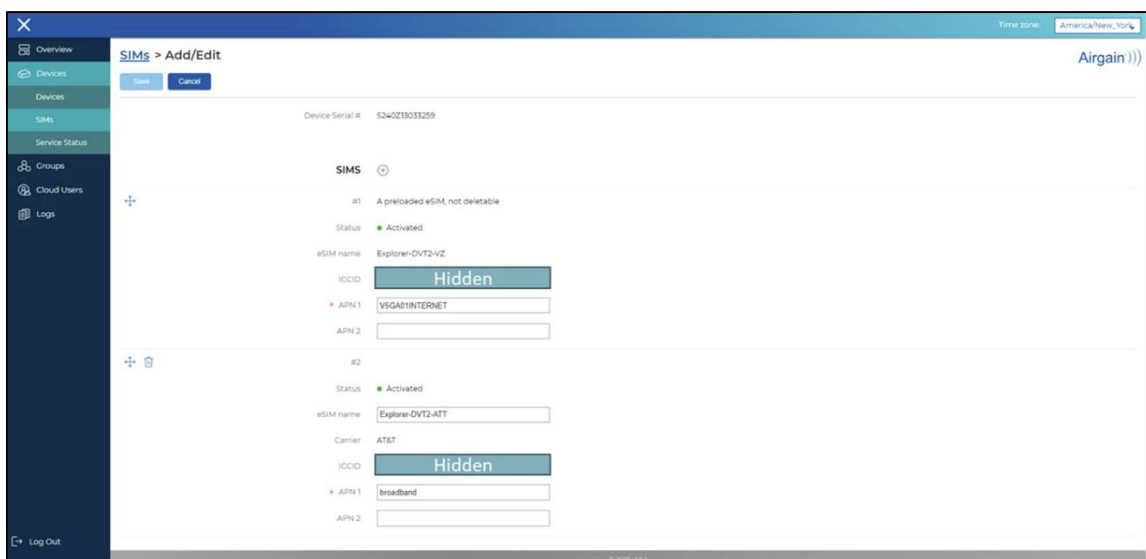 Time zone: America/New_York
Overview
Devices
Devices
SIMs
Service Status
Groups
Cloud Users
Logs
Log Out
SIMs > Add/Edit
Airgain
Save Cancel
Device Serial # S240Z13033259
SIMS
#1 A preloaded eSIM, not deletable
Status Activated
eSIM name Explorer-DVT2-VZ
ICCID Hidden
* APN 1 V5GA01INTERNET
APN 2
#2
Status Activated
eSIM name Explorer-DVT2-ATT
Carrier AT&T
ICCID Hidden
* APN 1 broadband
APN 2